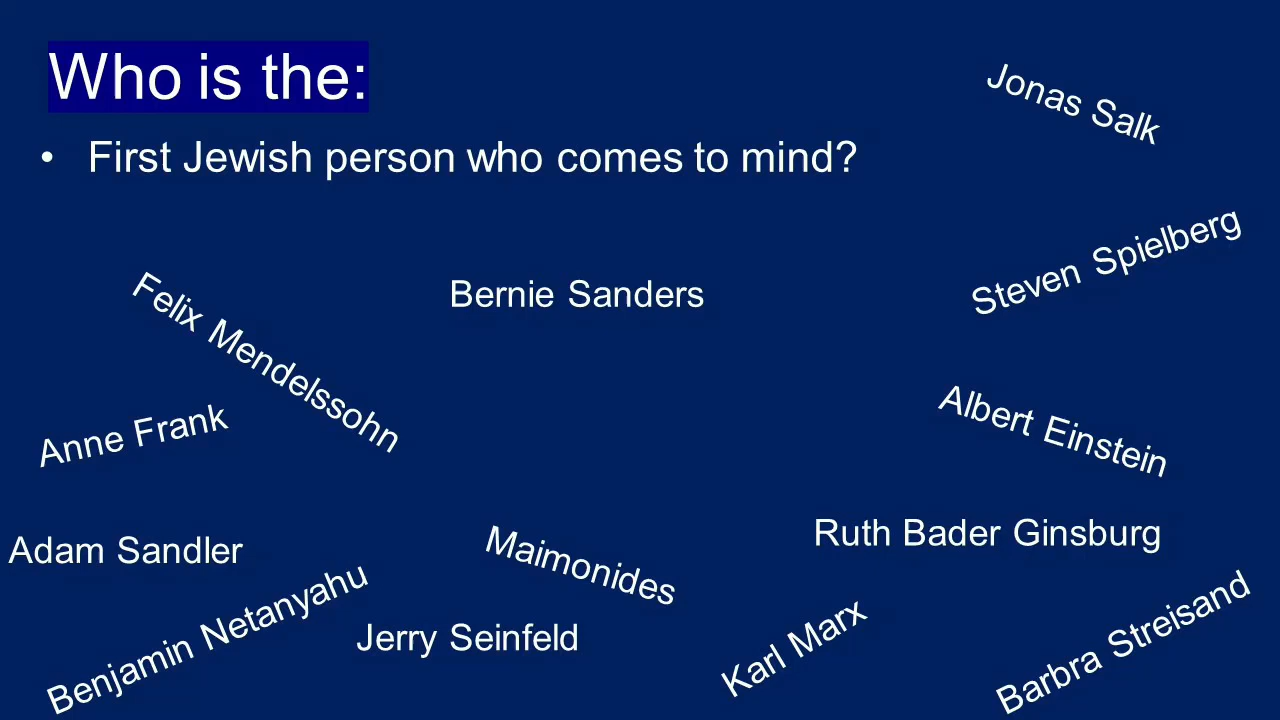 Who is the:
Jonas Salk
• First Jewish person who comes to mind?
Steven Spielberg
Felix Mendelssohn
Bernie Sanders
Albert Einstein
Anne Frank
Ruth Bader Ginsburg
Adam Sandler
Maimonides
Benjamin Netanyahu
Jerry Seinfeld
Karl Marx
Barbra Streisand